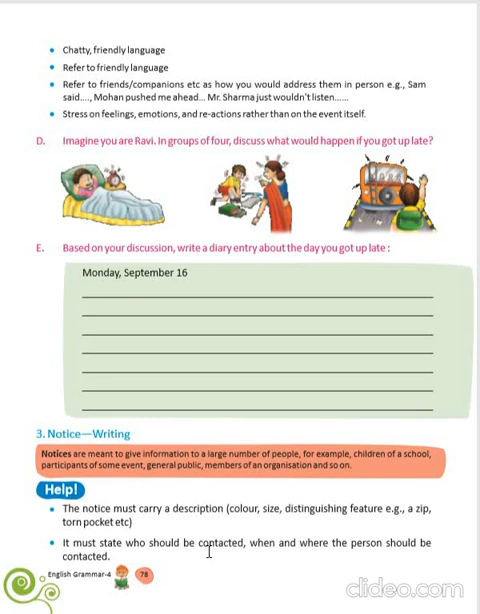 • Chatty, friendly language
• Refer to friendly language
• Refer to friends/companions etc as how you would address them in person e.g., Sam
said...., Mohan pushed me ahead... Mr. Sharma just wouldn't listen......
• Stress on feelings, emotions, and re-actions rather than on the event itself.
D. Imagine you are Ravi. In groups of four, discuss what would happen if you got up late?
E. Based on your discussion, write a diary entry about the day you got up late :
Monday, September 16
3. Notice—Writing
Notices are meant to give information to a large number of people, for example, children of a school,
participants of some event, general public, members of an organisation and so on.
Help!
• The notice must carry a description (colour, size, distinguishing feature e.g., a zip,
torn pocket etc)
• It must state who should be contacted, when and where the person should be
contacted.
English Grammar-4 78
clideo.com